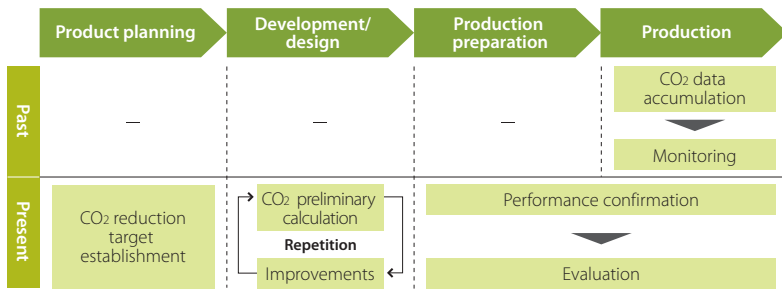 Product planning
Development/
design
Production
preparation
Production
Past
—
—
—
CO2 data
accumulation
Monitoring
Present
CO2 reduction
target
establishment
CO2 preliminary
calculation
Repetition
Improvements
Performance confirmation
Evaluation